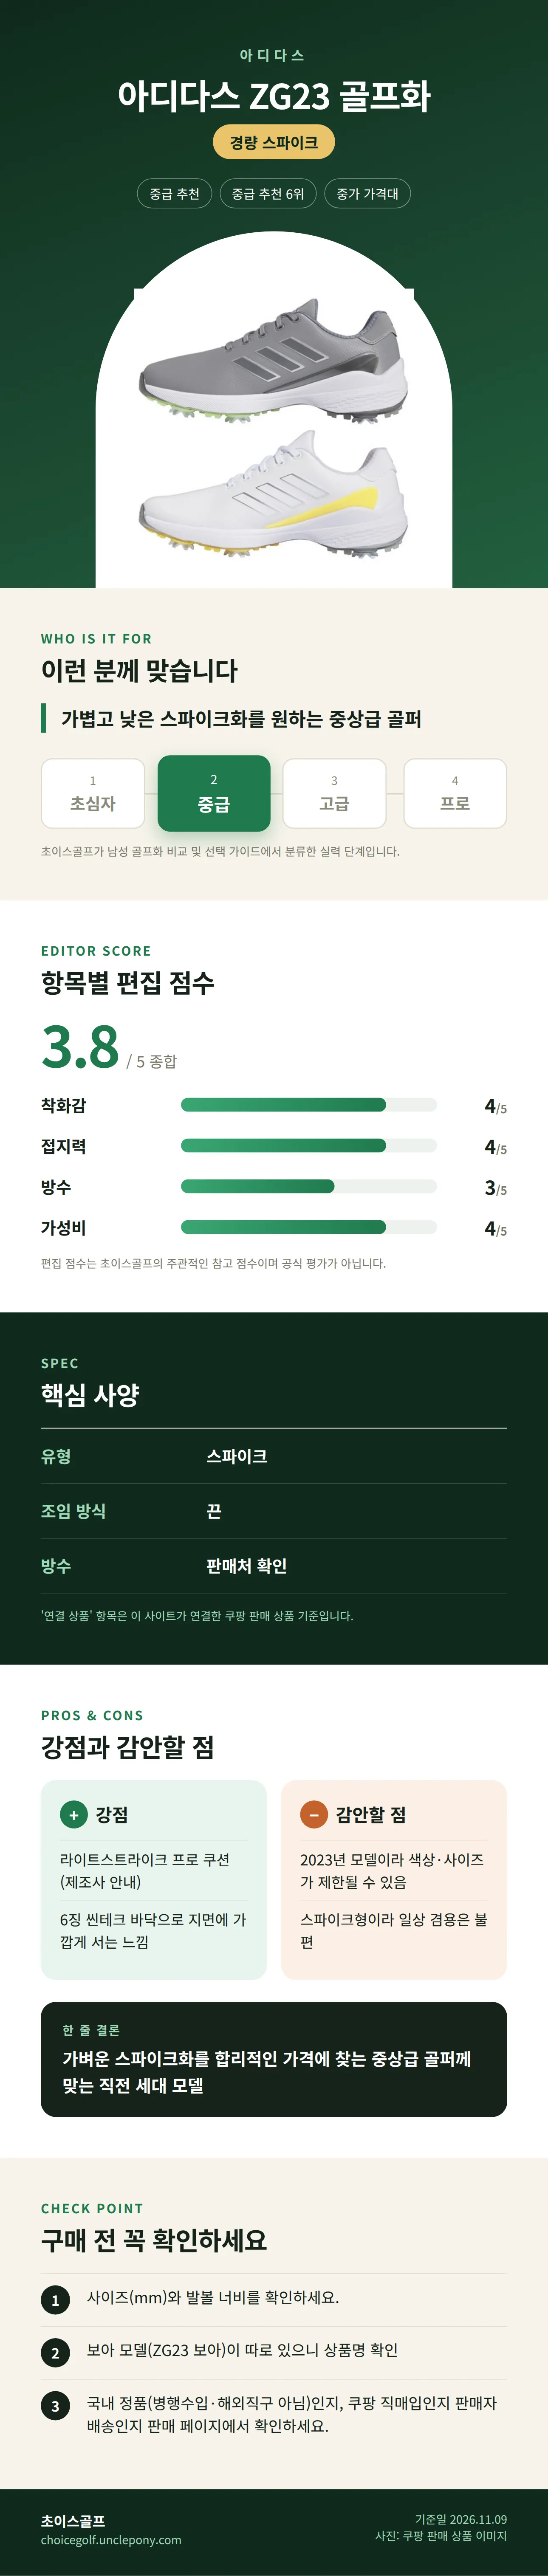 아디다스
아디다스 ZG23 골프화
경량 스파이크
중급 추천
중급 추천 6위
중가 가격대
WHO IS IT FOR
이런 분께 맞습니다
가볍고 낮은 스파이크화를 원하는 중상급 골퍼
1
초심자
2
중급
3
고급
4
프로
초이스골프가 남성 골프화 비교 및 선택 가이드에서 분류한 실력 단계입니다.
EDITOR SCORE
항목별 편집 점수
3.8 / 5 종합
착화감 4/5
접지력 4/5
방수 3/5
가성비 4/5
편집 점수는 초이스골프의 주관적인 참고 점수이며 공식 평가가 아닙니다.
SPEC
핵심 사양
유형 스파이크
조임 방식 끈
방수 판매처 확인
'연결 상품' 항목은 이 사이트가 연결한 쿠팡 판매 상품 기준입니다.
PROS & CONS
강점과 감안할 점
+ 강점
라이트스트라이크 프로 쿠션
(제조사 안내)
6징 씬테크 바닥으로 지면에 가
깝게 서는 느낌
− 감안할 점
2023년 모델이라 색상·사이즈
가 제한될 수 있음
스파이크형이라 일상 겸용은 불
편
한 줄 결론
가벼운 스파이크화를 합리적인 가격에 찾는 중상급 골퍼께
맞는 직전 세대 모델
CHECK POINT
구매 전 꼭 확인하세요
1 사이즈(mm)와 발볼 너비를 확인하세요.
2 보아 모델(ZG23 보아)이 따로 있으니 상품명 확인
3 국내 정품(병행수입·해외직구 아님)인지, 쿠팡 직매입인지 판매자
배송인지 판매 페이지에서 확인하세요.
초이스골프
choicegolf.unclepony.com
기준일 2026.11.09
사진: 쿠팡 판매 상품 이미지